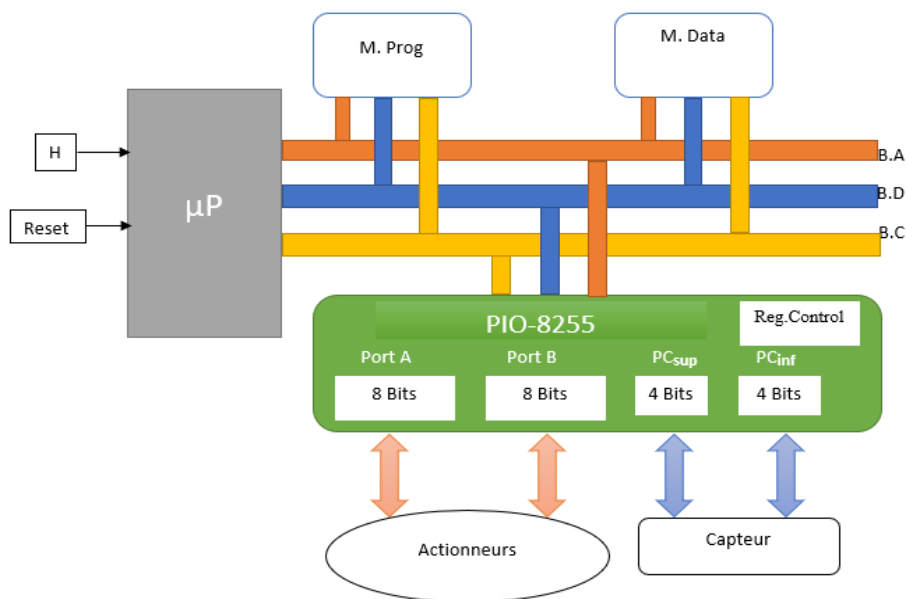 M. Prog
M. Data
H
Reset
µP
B.A
B.D
B.C
PIO-8255
Reg.Control
Port A
Port B
PCsup
PCinf
8 Bits
8 Bits
4 Bits
4 Bits
Actionneurs
Capteur